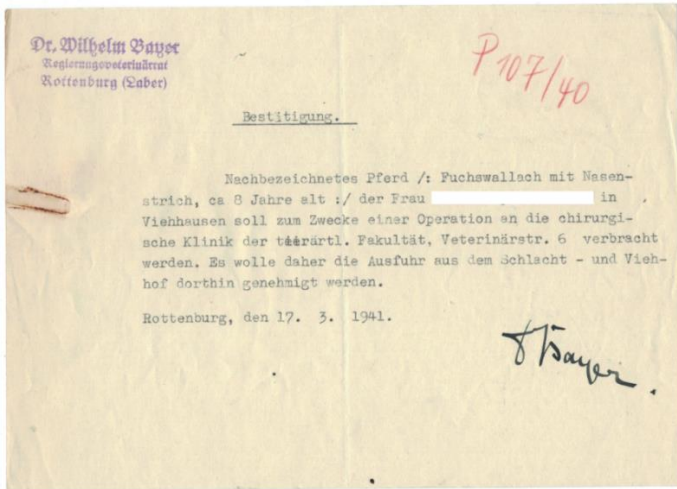 Dr. Wilhelm Bayer
Regierungsveterinärrat
Rottenburg (Laber)
P 107/40
Bestitigung.
Nachbezeichnetes Pferd /: Fuchswallach mit Nasen-
strich, ca 8 Jahre alt :/ der Frau in
Viehhausen soll zum Zwecke einer Operation an die chirurgi-
sche Klinik der tierärtl. Fakultät, Veterinärstr. 6 verbracht
werden. Es wolle daher die Ausfuhr aus dem Schlacht - und Vieh-
hof dorthin genehmigt werden.
Rottenburg, den 17. 3. 1941.
Bayer.